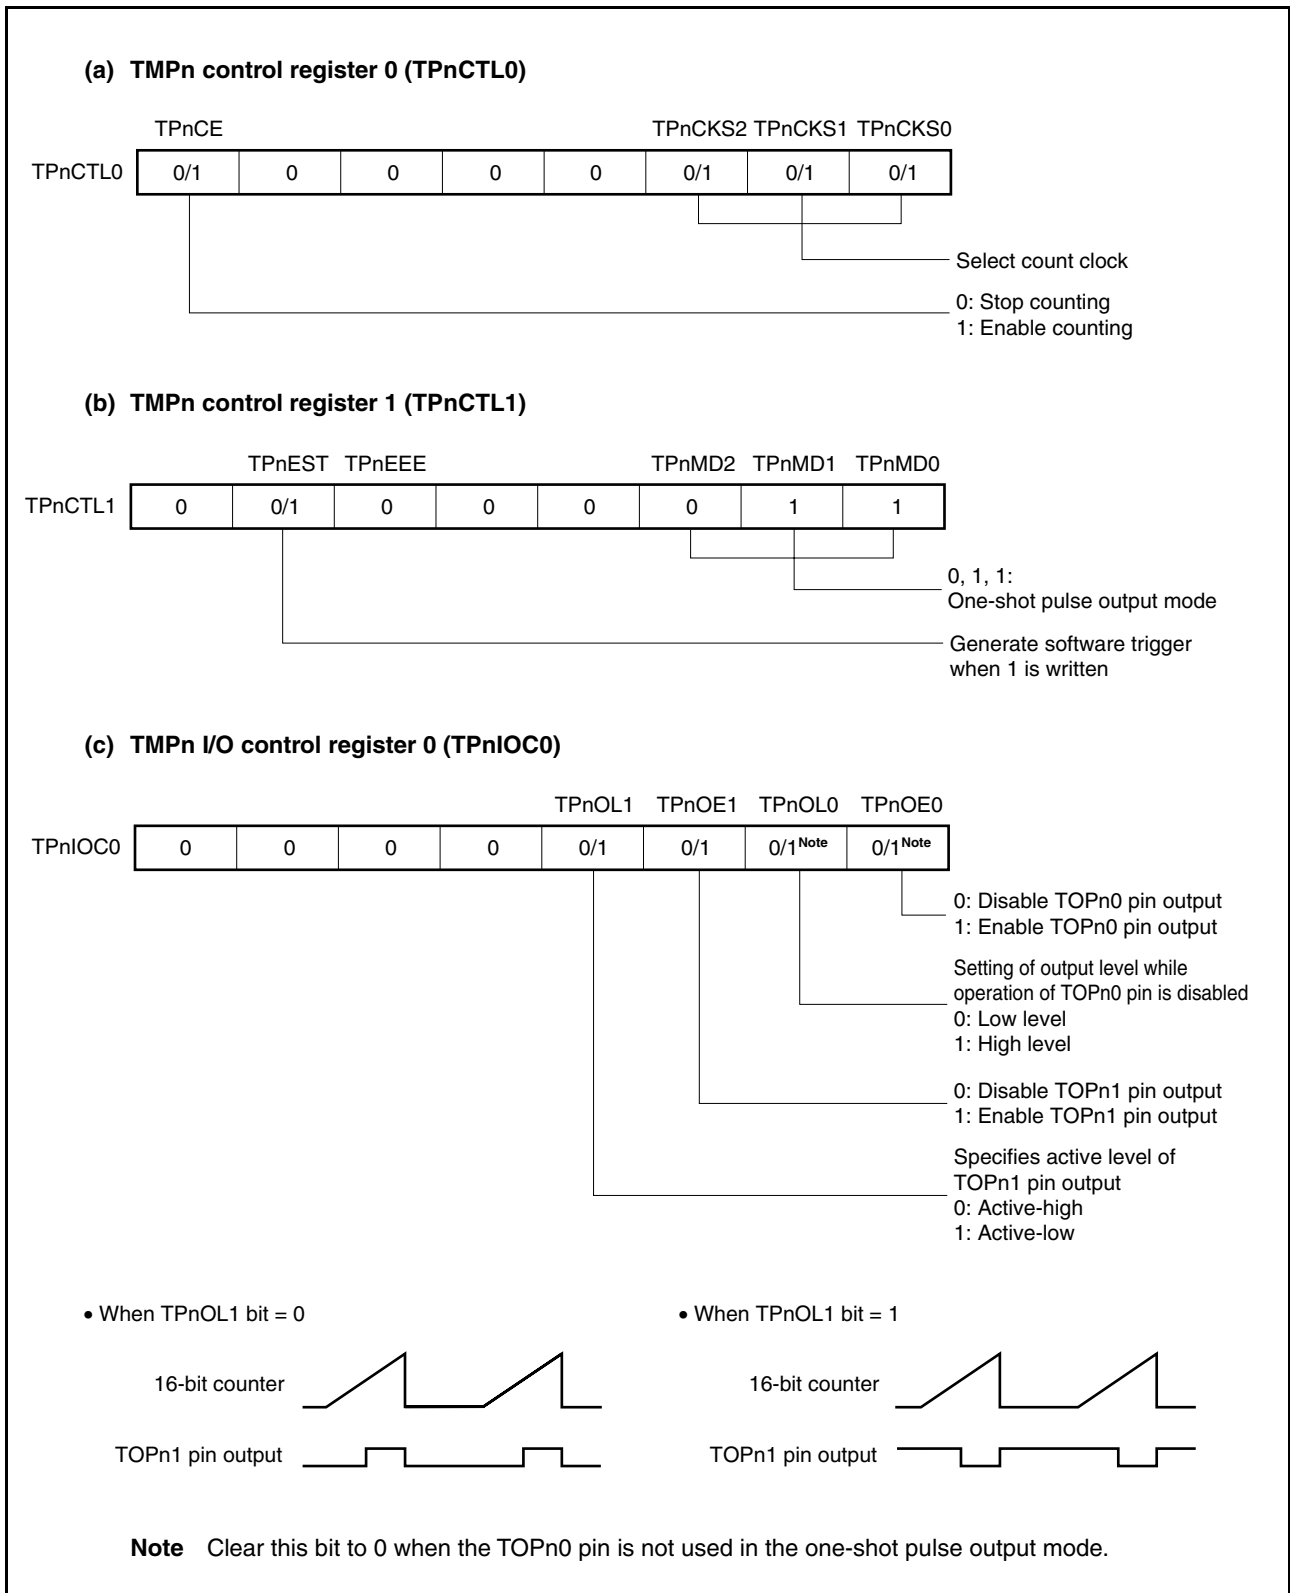 (a) TMPn control register 0 (TPnCTL0)
TPnCE TPnCKS2 TPnCKS1 TPnCKS0
TPnCTL0 0/1 0 0 0 0 0/1 0/1 0/1
Select count clock
0: Stop counting
1: Enable counting
(b) TMPn control register 1 (TPnCTL1)
TPnEST TPnEEE TPnMD2 TPnMD1 TPnMD0
TPnCTL1 0 0/1 0 0 0 0 1 1
0, 1, 1:
One-shot pulse output mode
Generate software trigger
when 1 is written
(c) TMPn I/O control register 0 (TPnIOC0)
TPnOL1 TPnOE1 TPnOL0 TPnOE0
TPnIOC0 0 0 0 0 0/1 0/1 0/1Note 0/1Note
0: Disable TOPn0 pin output
1: Enable TOPn0 pin output
Setting of output level while
operation of TOPn0 pin is disabled
0: Low level
1: High level
0: Disable TOPn1 pin output
1: Enable TOPn1 pin output
Specifies active level of
TOPn1 pin output
0: Active-high
1: Active-low
• When TPnOL1 bit = 0
16-bit counter
TOPn1 pin output
• When TPnOL1 bit = 1
16-bit counter
TOPn1 pin output
Note Clear this bit to 0 when the TOPn0 pin is not used in the one-shot pulse output mode.